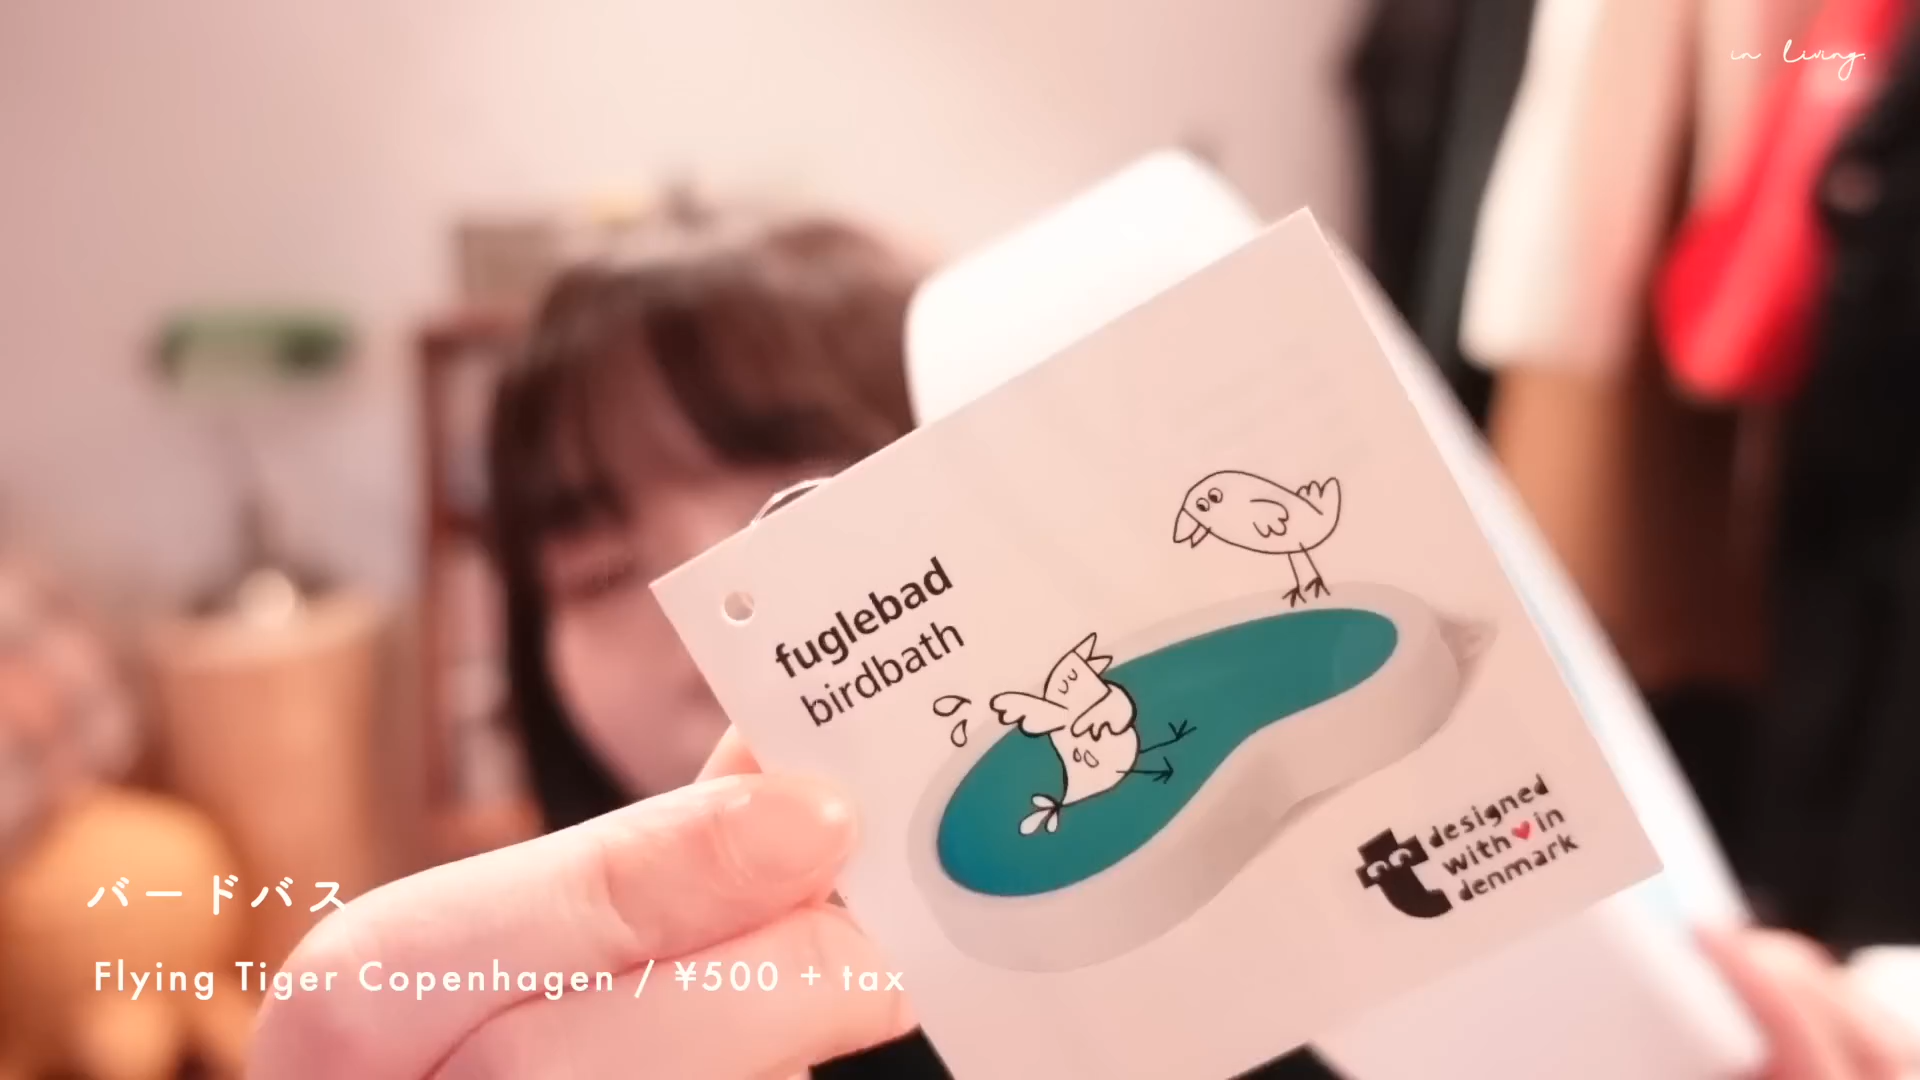 in living.
fuglebad
birdbath
designed
with ❤ in
denmark
バードバス
Flying Tiger Copenhagen / ¥500 + tax